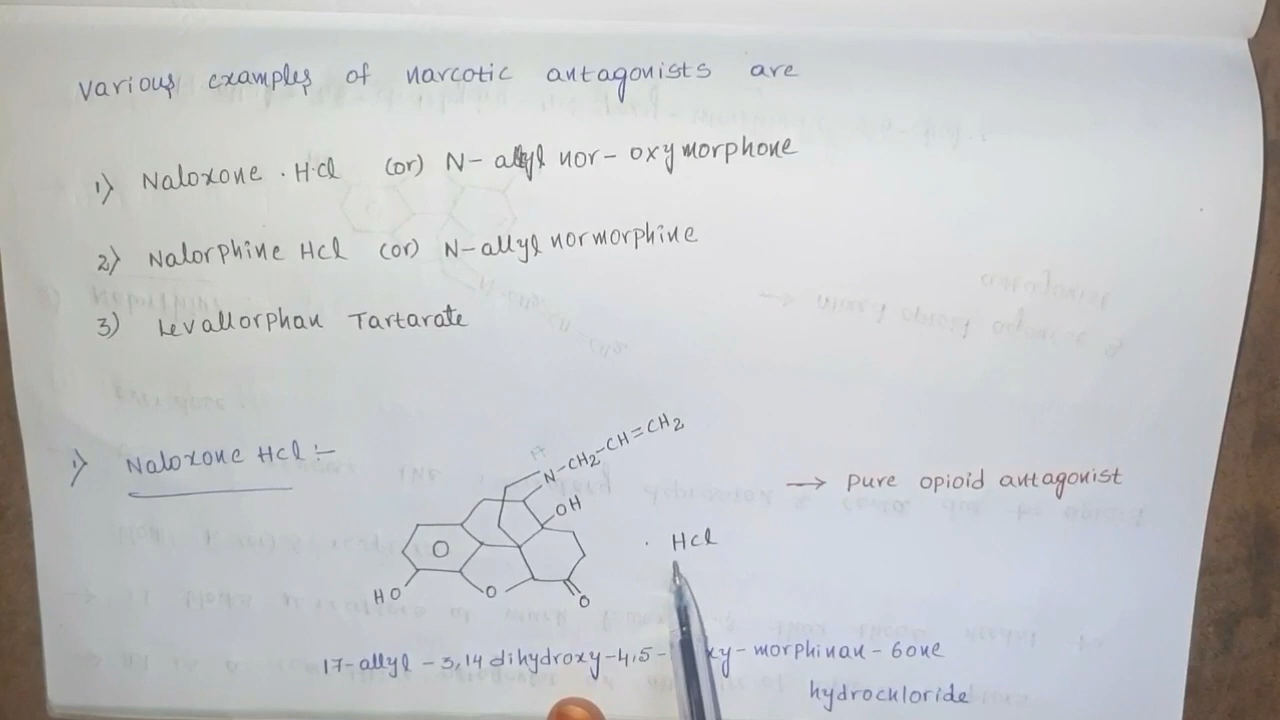 various examples of narcotic antagonists are
1) Naloxone . HCl (or) N- allyl nor- oxymorphone
2) Nalorphine HCl (or) N-allyl normorphine
3) Levallorphan Tartarate
1) Naloxone HCl :-
N-CH2-CH=CH2
OH
→ pure opioid antagonist
O
. HCl
HO
O
O
17-allyl - 3,14 dihydroxy-4,5- - morphinan - 6one
hydrochloride